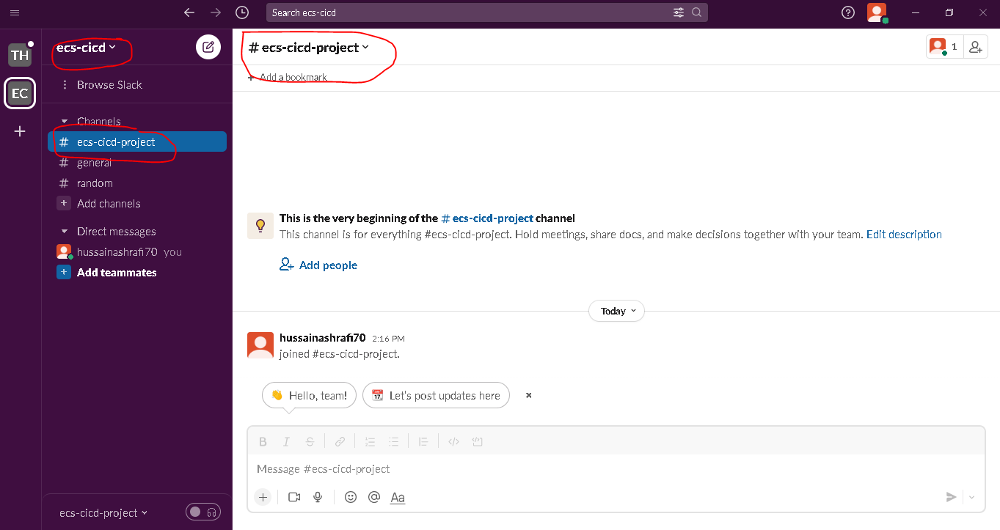 Search ecs-cicd
TH
EC
ecs-cicd
Browse Slack
Channels
# ecs-cicd-project
# general
# random
+ Add channels
Direct messages
hussainashrafi70 you
+ Add teammates
ecs-cicd-project
# ecs-cicd-project
1
+ Add a bookmark
This is the very beginning of the # ecs-cicd-project channel
This channel is for everything #ecs-cicd-project. Hold meetings, share docs, and make decisions together with your team. Edit description
Add people
Today
hussainashrafi70 2:16 PM
joined #ecs-cicd-project.
👋 Hello, team!
📆 Let's post updates here
B I S
Message #ecs-cicd-project
+ @ Aa